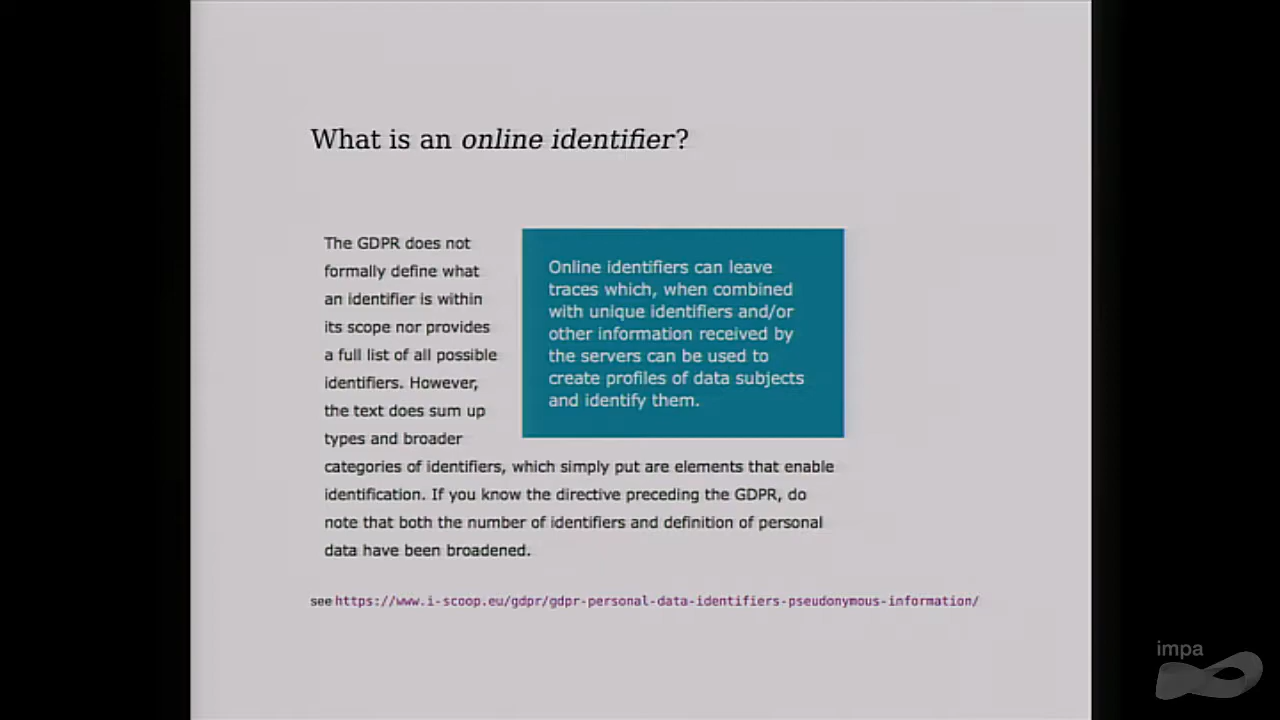 What is an online identifier?
The GDPR does not
formally define what
an identifier is within
its scope nor provides
a full list of all possible
identifiers. However,
the text does sum up
types and broader
categories of identifiers, which simply put are elements that enable
identification. If you know the directive preceding the GDPR, do
note that both the number of identifiers and definition of personal
data have been broadened.
Online identifiers can leave
traces which, when combined
with unique identifiers and/or
other information received by
the servers can be used to
create profiles of data subjects
and identify them.
see https://www.i-scoop.eu/gdpr/gdpr-personal-data-identifiers-pseudonymous-information/
impa